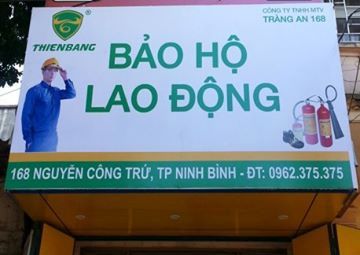 THIENBANG
CÔNG TY TNHH MTV
TRÀNG AN 168
BẢO HỘ
LAO ĐỘNG
168 NGUYỄN CÔNG TRỨ, TP NINH BÌNH - ĐT: 0962.375.375